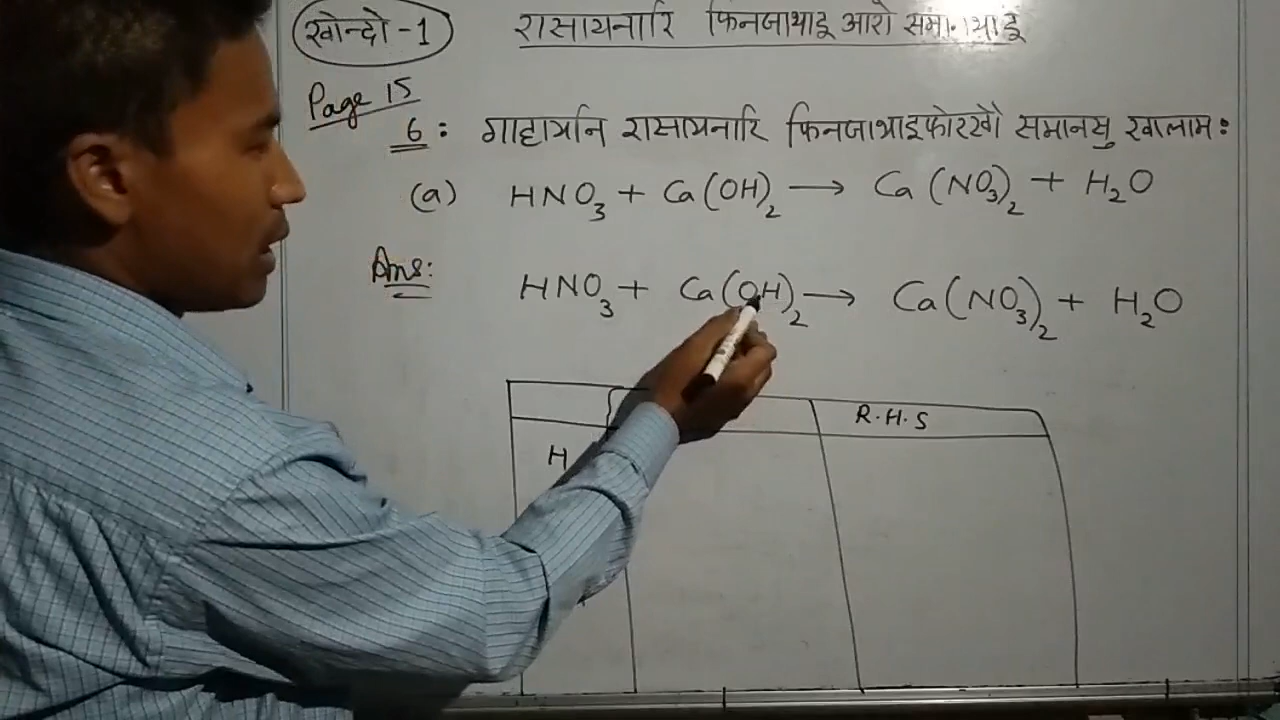 खोन्दो-1
रासायनारि फिनजाथाइ आरो
Page 15
6: गाहायनि रासायनारि फिनजाथाइफोरखौ समानसु खालाम:
(a) HNO₃ + Ca(OH)₂ → Ca(NO₃)₂ + H₂O
Ans: HNO₃ + Ca(OH)₂ → Ca(NO₃)₂ + H₂O
R.H.S
H